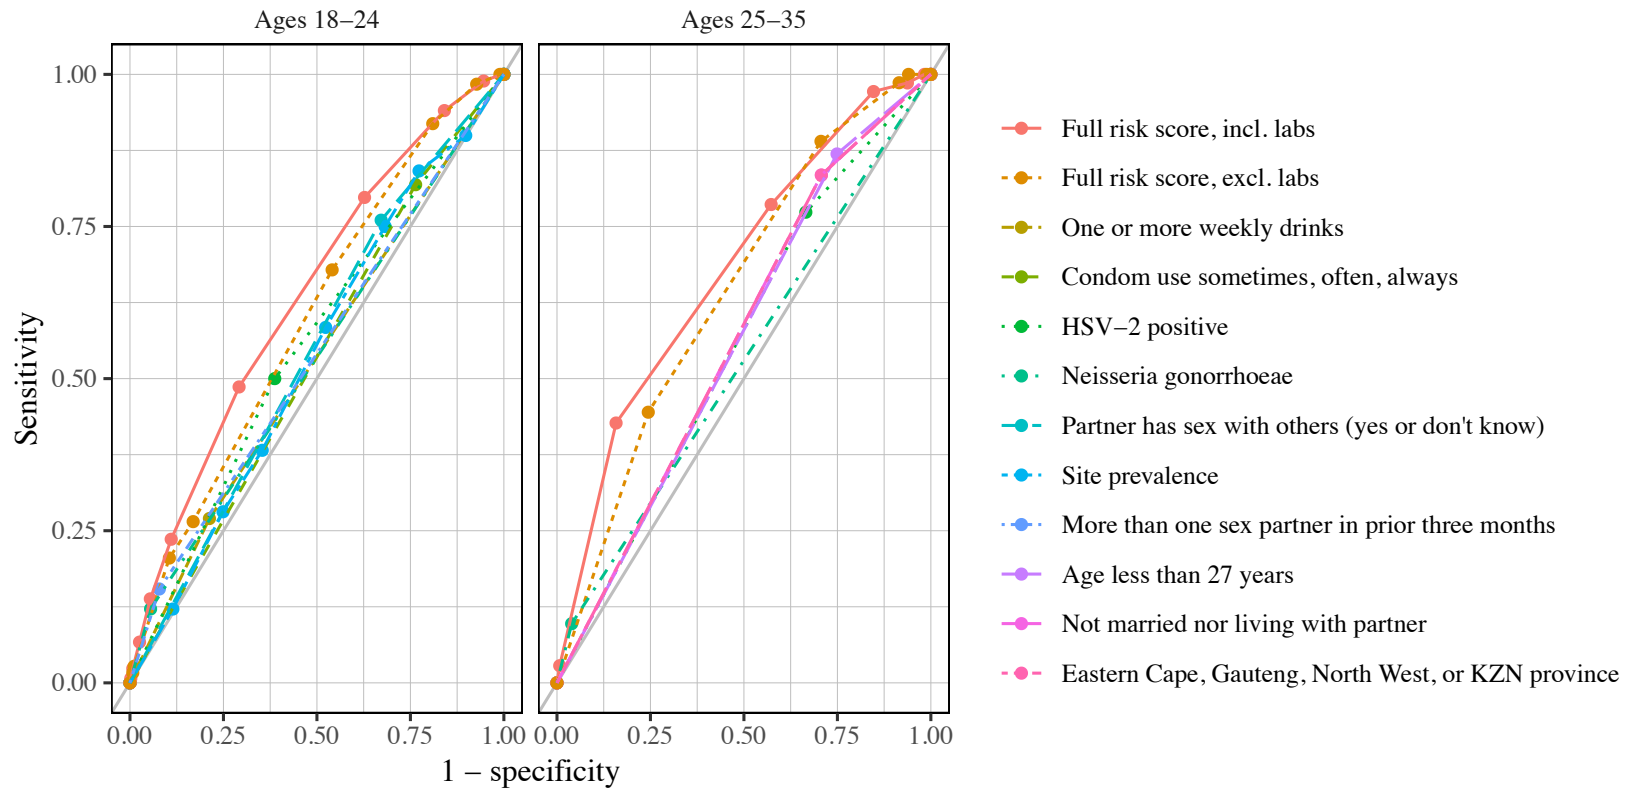 Ages 18–24
Ages 25–35
Sensitivity
1.00
0.75
0.50
0.25
0.00
0.00 0.25 0.50 0.75 1.00
0.00 0.25 0.50 0.75 1.00
1 – specificity
Full risk score, incl. labs
Full risk score, excl. labs
One or more weekly drinks
Condom use sometimes, often, always
HSV–2 positive
Neisseria gonorrhoeae
Partner has sex with others (yes or don't know)
Site prevalence
More than one sex partner in prior three months
Age less than 27 years
Not married nor living with partner
Eastern Cape, Gauteng, North West, or KZN province